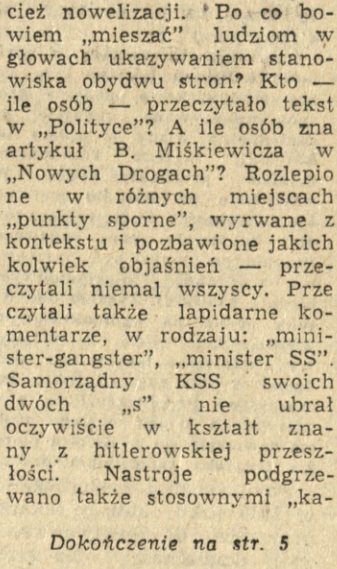 cież nowelizacji. Po co bo-
wiem „mieszać” ludziom w
głowach ukazywaniem stano-
wiska obydwu stron? Kto —
ile osób — przeczytało tekst
w „Polityce”? A ile osób zna
artykuł B. Miśkiewicza w
„Nowych Drogach”? Rozlepio
ne w różnych miejscach
„punkty sporne”, wyrwane z
kontekstu i pozbawione jakich
kolwiek objaśnień — prze-
czytali niemal wszyscy. Prze
czytali także lapidarne ko-
mentarze, w rodzaju: „mini-
ster-gangster”, „minister SS”.
Samorządny KSS swoich
dwóch „s” nie ubrał
oczywiście w kształt zna-
ny z hitlerowskiej przesz-
łości. Nastroje podgrze-
wano także stosownymi „ka-
Dokończenie na str. 5